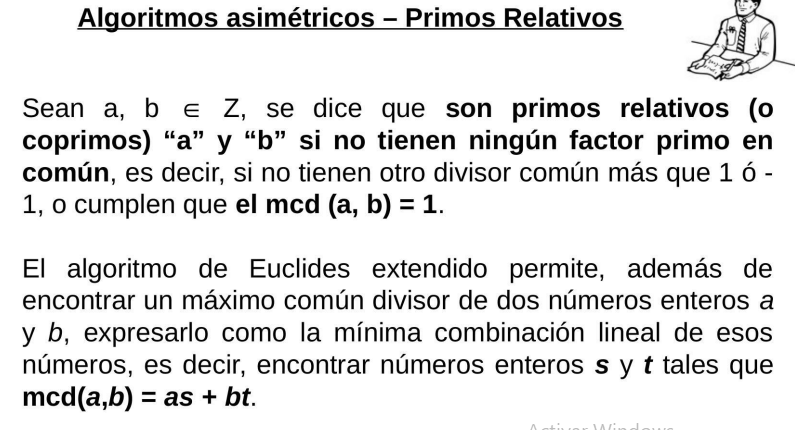 Algoritmos asimétricos – Primos Relativos
Sean a, b ∈ Z, se dice que son primos relativos (o
coprimos) “a” y “b” si no tienen ningún factor primo en
común, es decir, si no tienen otro divisor común más que 1 ó -
1, o cumplen que el mcd (a, b) = 1.
El algoritmo de Euclides extendido permite, además de
encontrar un máximo común divisor de dos números enteros a
y b, expresarlo como la mínima combinación lineal de esos
números, es decir, encontrar números enteros s y t tales que
mcd(a,b) = as + bt.
Activar Windows